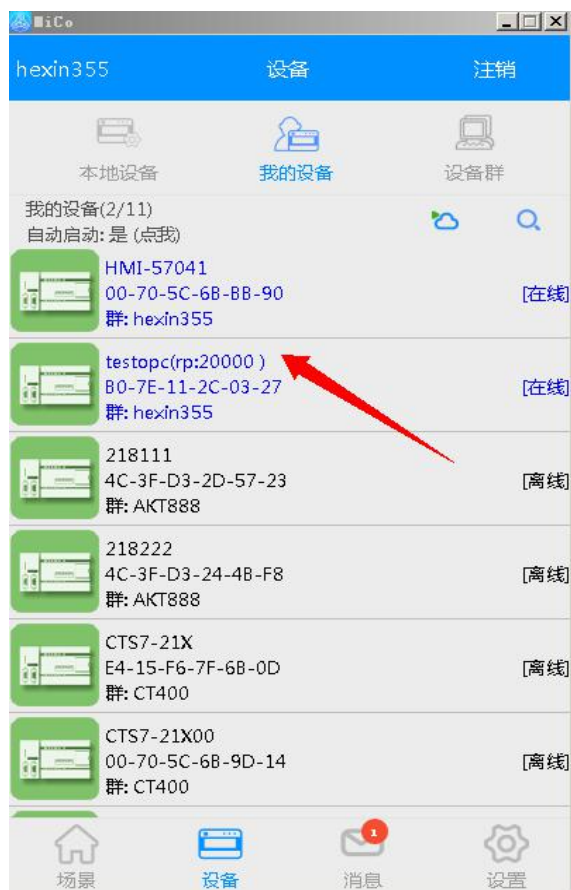 MiCo
hexin355 设备 注销
本地设备 我的设备 设备群
我的设备(2/11)
自动启动: 是 (点我)
HMI-57041
00-70-5C-6B-BB-90 [在线]
群: hexin355
testopc(rp:20000 )
B0-7E-11-2C-03-27 [在线]
群: hexin355
218111
4C-3F-D3-2D-57-23 [离线]
群: AKT888
218222
4C-3F-D3-24-4B-F8 [离线]
群: AKT888
CTS7-21X
E4-15-F6-7F-6B-0D [离线]
群: CT400
CTS7-21X00
00-70-5C-6B-9D-14 [离线]
群: CT400
1
场景 设备 消息 设置